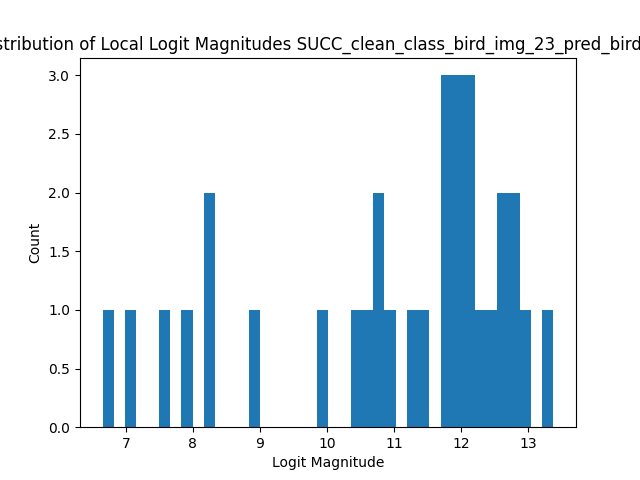 stribution of Local Logit Magnitudes SUCC_clean_class_bird_img_23_pred_bird
3.0
2.5
2.0
1.5
1.0
0.5
0.0
Count
7 8 9 10 11 12 13
Logit Magnitude